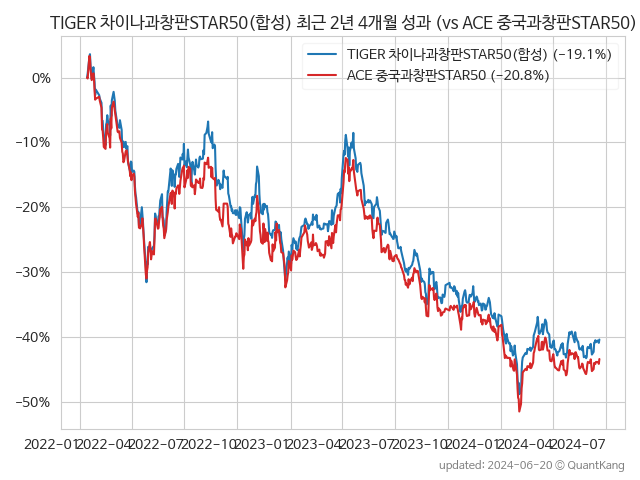 TIGER 차이나과창판STAR50(합성) 최근 2년 4개월 성과 (vs ACE 중국과창판STAR50)
TIGER 차이나과창판STAR50(합성) (−19.1%)
ACE 중국과창판STAR50 (−20.8%)
0%
−10%
−20%
−30%
−40%
−50%
2022-01 2022-04 2022-07 2022-10 2023-01 2023-04 2023-07 2023-10 2024-01 2024-04 2024-07
updated: 2024-06-20 © QuantKang